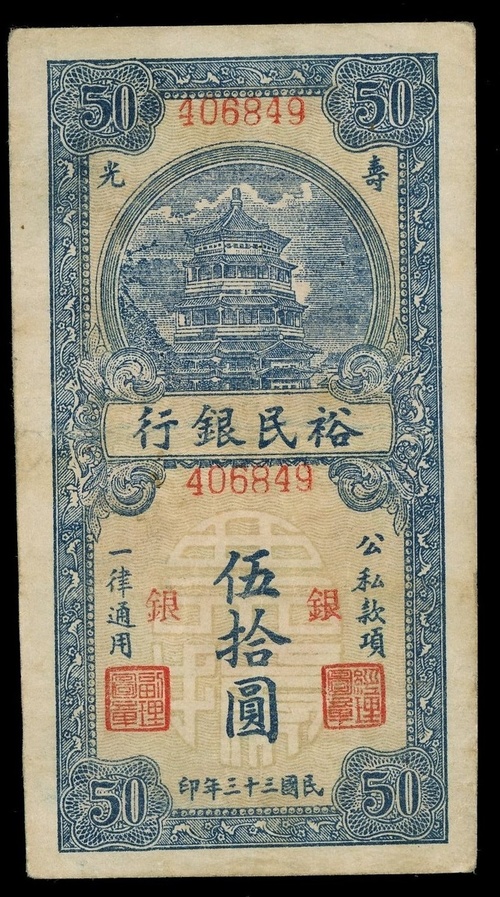 50 406849 50
壽光
裕民銀行
406849
公私款項
銀
伍拾圓
銀
一律通用
經理圖章
副理圖章
民國三十三年印
50 50